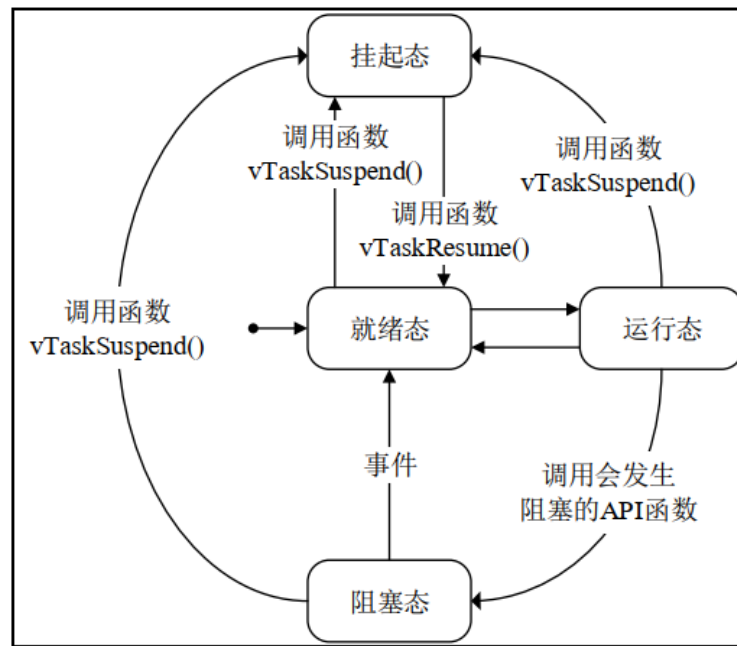 挂起态
调用函数
vTaskSuspend()
调用函数
vTaskSuspend()
调用函数
vTaskResume()
调用函数
vTaskSuspend()
就绪态
运行态
事件
调用会发生
阻塞的API函数
阻塞态